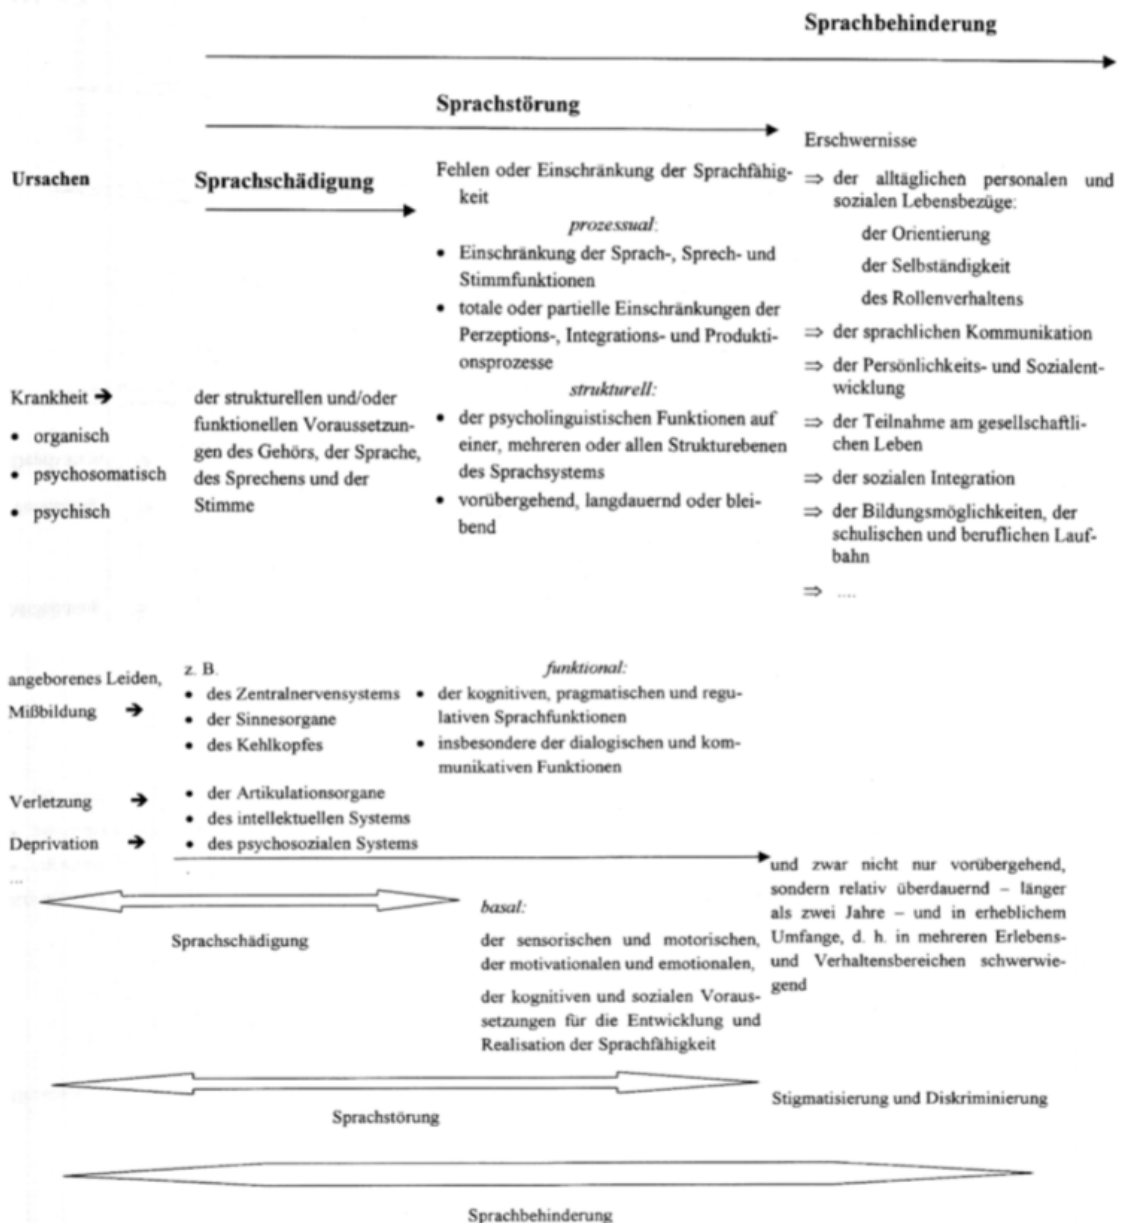 Sprachbehinderung
Sprachstörung
Ursachen
Sprachschädigung
Krankheit ➔
• organisch
• psychosomatisch
• psychisch
der strukturellen und/oder
funktionellen Voraussetzun-
gen des Gehörs, der Sprache,
des Sprechens und der
Stimme
Fehlen oder Einschränkung der Sprachfähig-
keit
prozessual:
• Einschränkung der Sprach-, Sprech- und
Stimmfunktionen
• totale oder partielle Einschränkungen der
Perzeptions-, Integrations- und Produkti-
onsprozesse
strukturell:
• der psycholinguistischen Funktionen auf
einer, mehreren oder allen Strukturebenen
des Sprachsystems
• vorübergehend, langdauernd oder blei-
bend
Erschwernisse
⇒ der alltäglichen personalen und
sozialen Lebensbezüge:
der Orientierung
der Selbständigkeit
des Rollenverhaltens
⇒ der sprachlichen Kommunikation
⇒ der Persönlichkeits- und Sozialent-
wicklung
⇒ der Teilnahme am gesellschaftli-
chen Leben
⇒ der sozialen Integration
⇒ der Bildungsmöglichkeiten, der
schulischen und beruflichen Lauf-
bahn
⇒ ....
angeborenes Leiden,
Mißbildung ➔
Verletzung ➔
Deprivation ➔
...
z. B.
• des Zentralnervensystems
• der Sinnesorgane
• des Kehlkopfes
• der Artikulationsorgane
• des intellektuellen Systems
• des psychosozialen Systems
funktional:
• der kognitiven, pragmatischen und regu-
lativen Sprachfunktionen
• insbesondere der dialogischen und kom-
munikativen Funktionen
Sprachschädigung
basal:
der sensorischen und motorischen,
der motivationalen und emotionalen,
der kognitiven und sozialen Voraus-
setzungen für die Entwicklung und
Realisation der Sprachfähigkeit
und zwar nicht nur vorübergehend,
sondern relativ überdauernd – länger
als zwei Jahre – und in erheblichem
Umfange, d. h. in mehreren Erlebens-
und Verhaltensbereichen schwerwie-
gend
Sprachstörung
Stigmatisierung und Diskriminierung
Sprachbehinderung